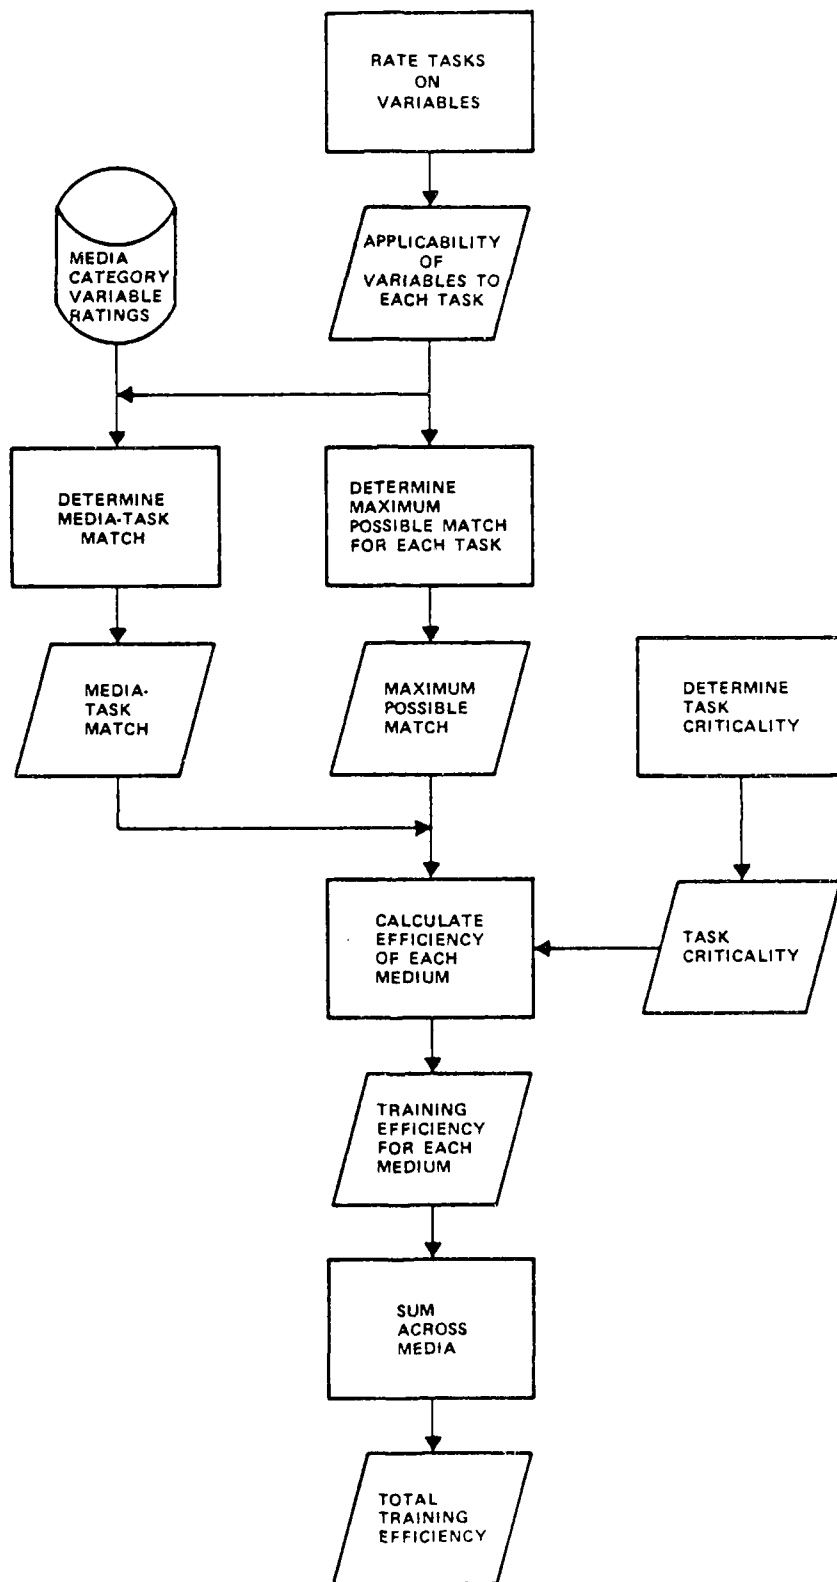 RATE TASKS
ON
VARIABLES
APPLICABILITY
OF
VARIABLES TO
EACH TASK
MEDIA
CATEGORY
VARIABLE
RATINGS
DETERMINE
MEDIA-TASK
MATCH
DETERMINE
MAXIMUM
POSSIBLE MATCH
FOR EACH TASK
MEDIA-
TASK
MATCH
MAXIMUM
POSSIBLE
MATCH
DETERMINE
TASK
CRITICALITY
CALCULATE
EFFICIENCY
OF EACH
MEDIUM
TASK
CRITICALITY
TRAINING
EFFICIENCY
FOR EACH
MEDIUM
SUM
ACROSS
MEDIA
TOTAL
TRAINING
EFFICIENCY